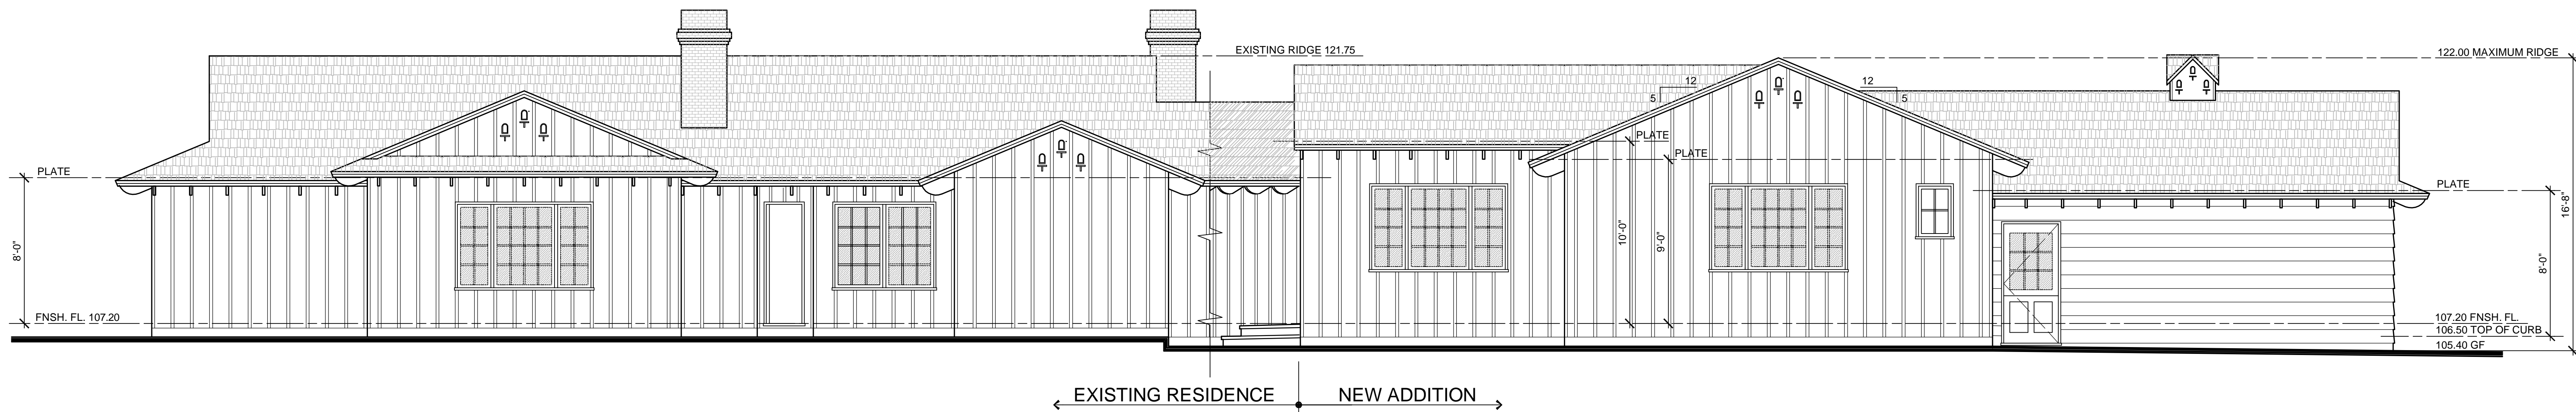 EXISTING RIDGE 121.75
122.00 MAXIMUM RIDGE
12
5
12
5
PLATE
PLATE
PLATE
PLATE
8'-0"
10'-0"
9'-0"
8'-0"
16'-8"
FNSH. FL. 107.20
107.20 FNSH. FL.
106.50 TOP OF CURB
105.40 GF
EXISTING RESIDENCE
NEW ADDITION